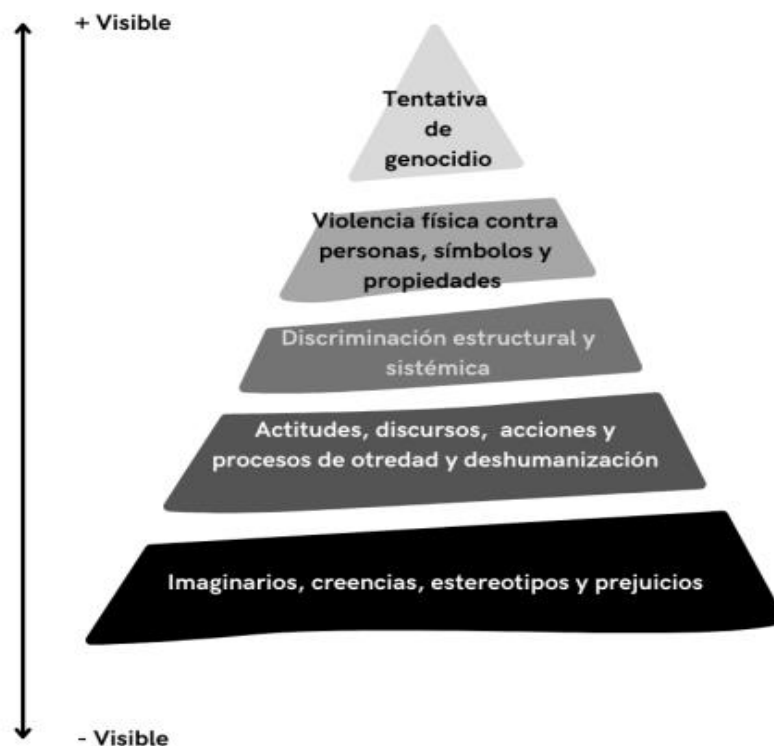 + Visible
Tentativa
de
genocidio
Violencia física contra
personas, símbolos y
propiedades
Discriminación estructural y
sistémica
Actitudes, discursos, acciones y
procesos de otredad y deshumanización
Imaginarios, creencias, estereotipos y prejuicios
- Visible